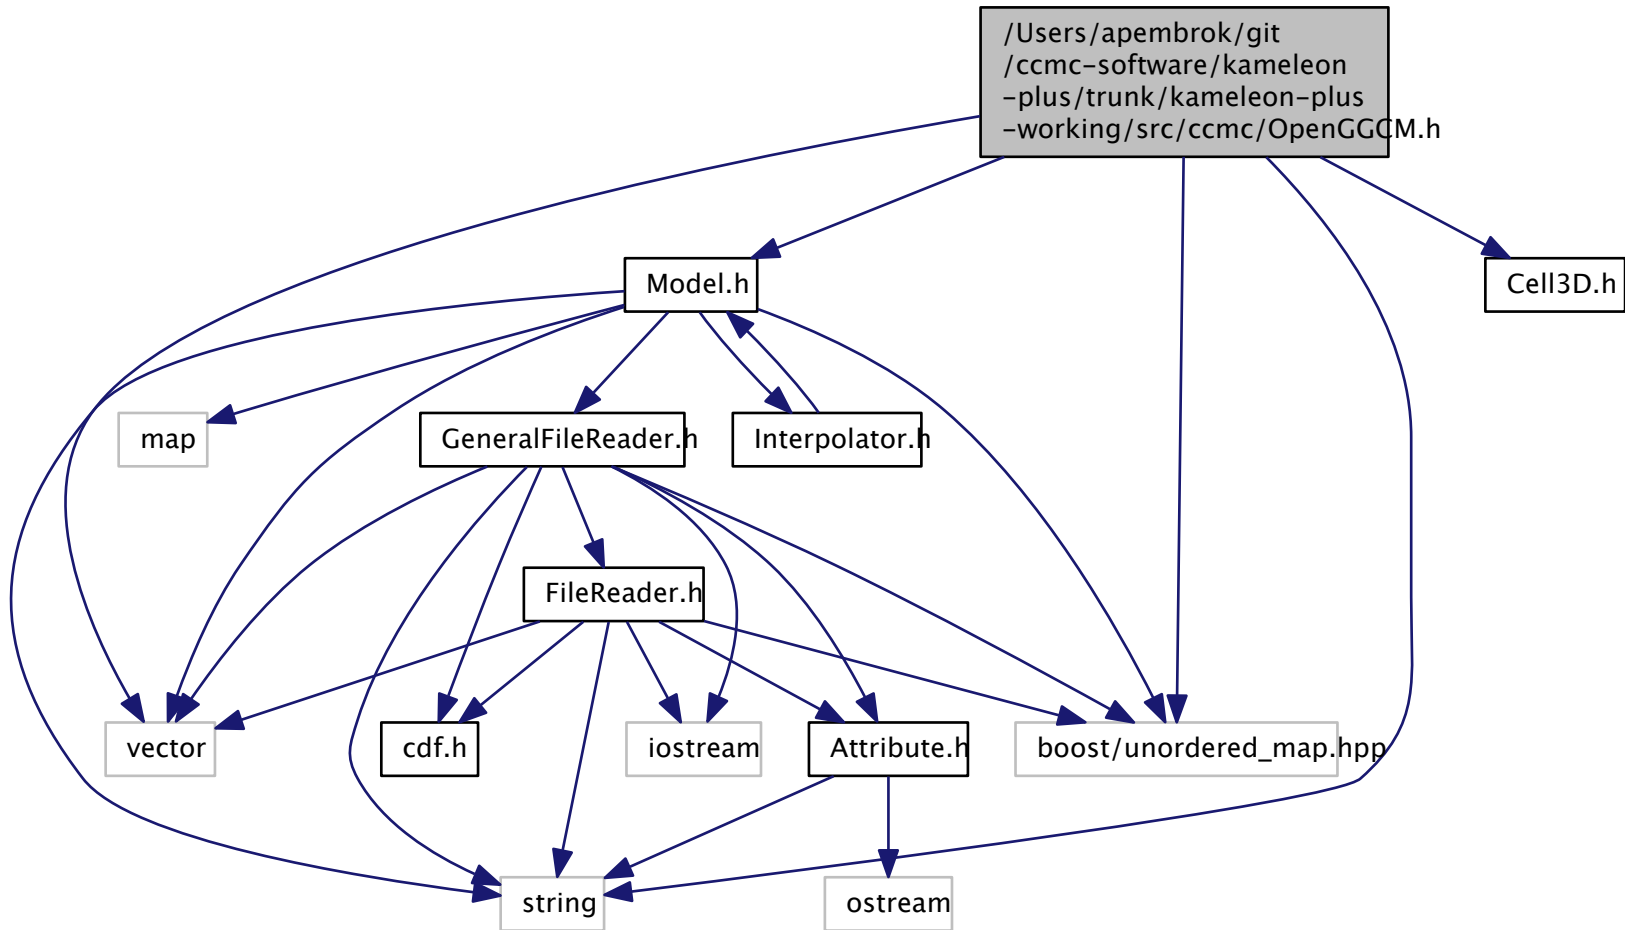 /Users/apembrok/git
/ccmc-software/kameleon
-plus/trunk/kameleon-plus
-working/src/ccmc/OpenGGCM.h
Model.h
Cell3D.h
map
GeneralFileReader.h
Interpolator.h
FileReader.h
vector
cdf.h
iostream
Attribute.h
boost/unordered_map.hpp
string
ostream